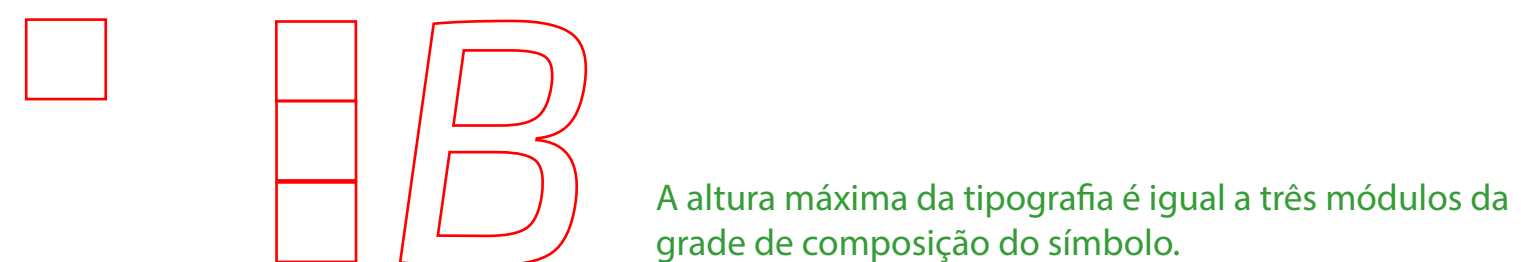 B
A altura máxima da tipografia é igual a três módulos da
grade de composição do símbolo.